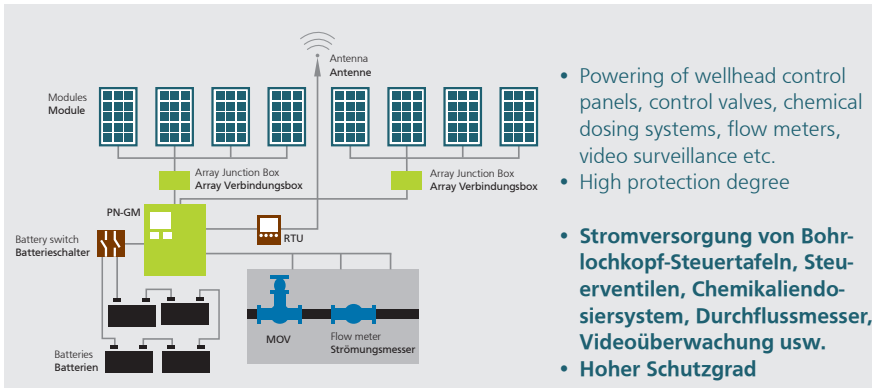 Antenna
Antenne
Modules
Module
Array Junction Box
Array Verbindungsbox
Array Junction Box
Array Verbindungsbox
PN-GM
RTU
Battery switch
Batterieschalter
MOV
Flow meter
Strömungsmesser
Batteries
Batterien
• Powering of wellhead control
panels, control valves, chemical
dosing systems, flow meters,
video surveillance etc.
• High protection degree
• Stromversorgung von Bohr-
lochkopf-Steuertafeln, Steu-
erventilen, Chemikaliendo-
siersystem, Durchflussmesser,
Videoüberwachung usw.
• Hoher Schutzgrad